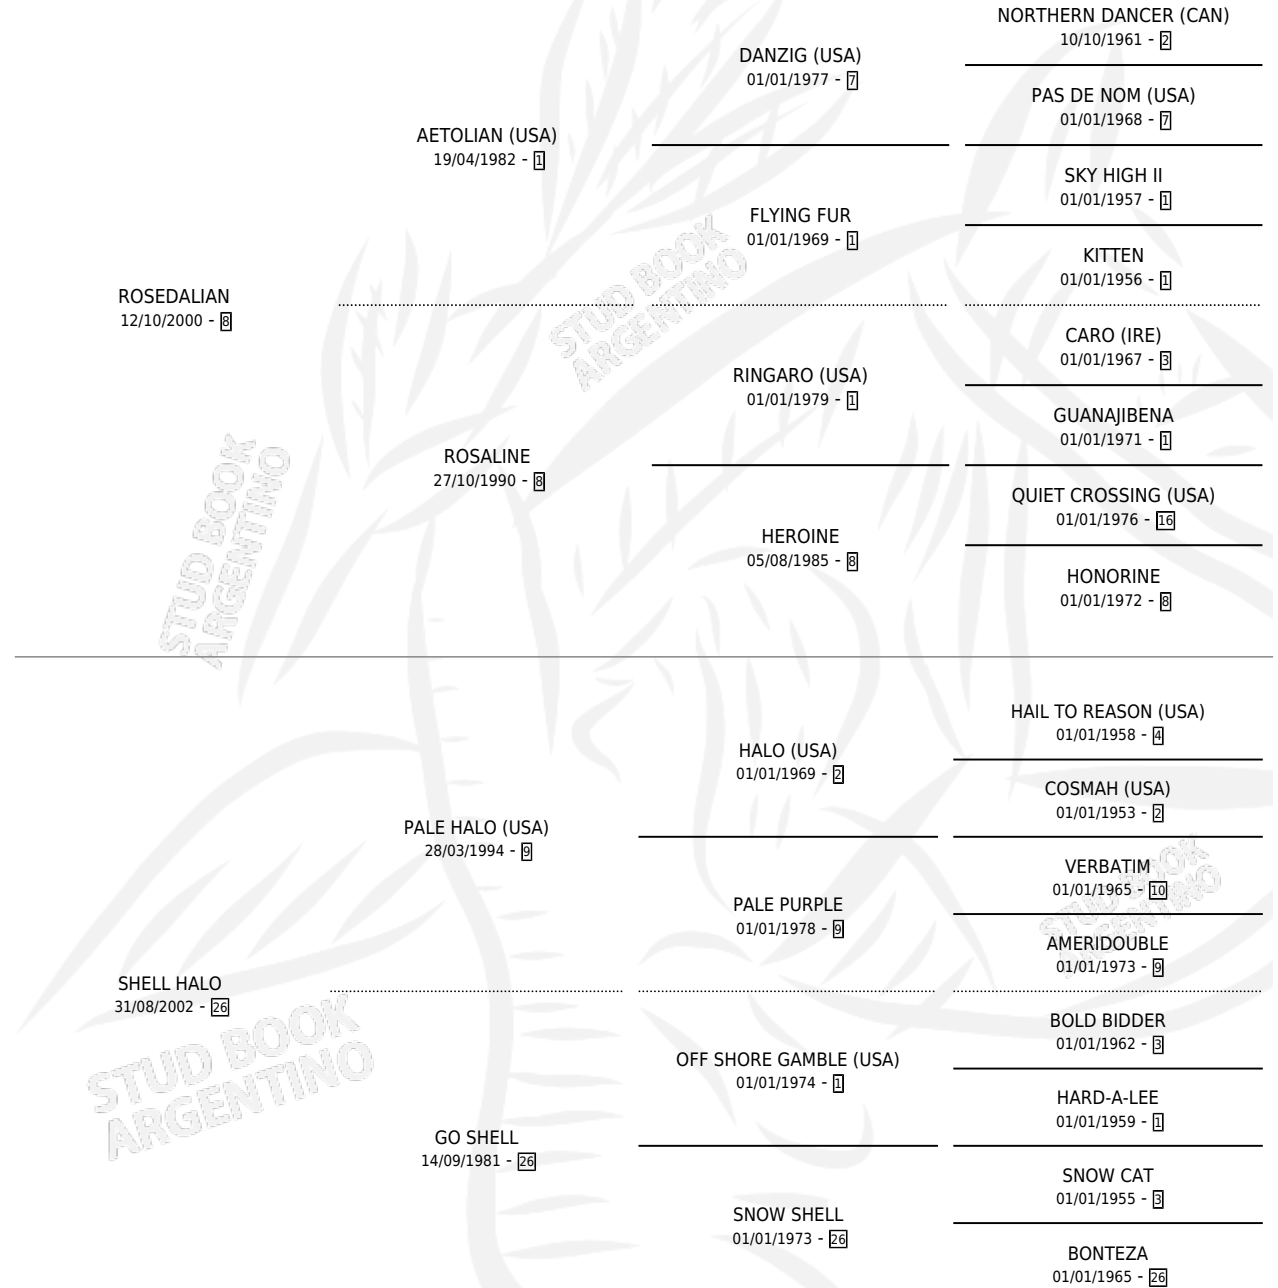 NORTHERN DANCER (CAN)
10/10/1961 - 2
DANZIG (USA)
01/01/1977 - 7
PAS DE NOM (USA)
01/01/1968 - 7
AETOLIAN (USA)
19/04/1982 - 1
SKY HIGH II
01/01/1957 - 1
FLYING FUR
01/01/1969 - 1
KITTEN
01/01/1956 - 1
ROSEDALIAN
12/10/2000 - 8
STUD BOOK
ARGENTINO
CARO (IRE)
01/01/1967 - 3
RINGARO (USA)
01/01/1979 - 1
GUANAJIBENA
01/01/1971 - 1
ROSALINE
27/10/1990 - 8
QUIET CROSSING (USA)
01/01/1976 - 16
HEROINE
05/08/1985 - 8
HONORINE
01/01/1972 - 8
STUD BOOK
ARGENTINO
HAIL TO REASON (USA)
01/01/1958 - 4
HALO (USA)
01/01/1969 - 2
COSMAH (USA)
01/01/1953 - 2
PALE HALO (USA)
28/03/1994 - 9
VERBATIM
01/01/1965 - 10
PALE PURPLE
01/01/1978 - 9
AMERIDOUBLE
01/01/1973 - 9
STUD BOOK
ARGENTINO
SHELL HALO
31/08/2002 - 26
BOLD BIDDER
01/01/1962 - 3
OFF SHORE GAMBLE (USA)
01/01/1974 - 1
HARD-A-LEE
01/01/1959 - 1
STUD BOOK
ARGENTINO
GO SHELL
14/09/1981 - 26
SNOW CAT
01/01/1955 - 3
SNOW SHELL
01/01/1973 - 26
BONTEZA
01/01/1965 - 26